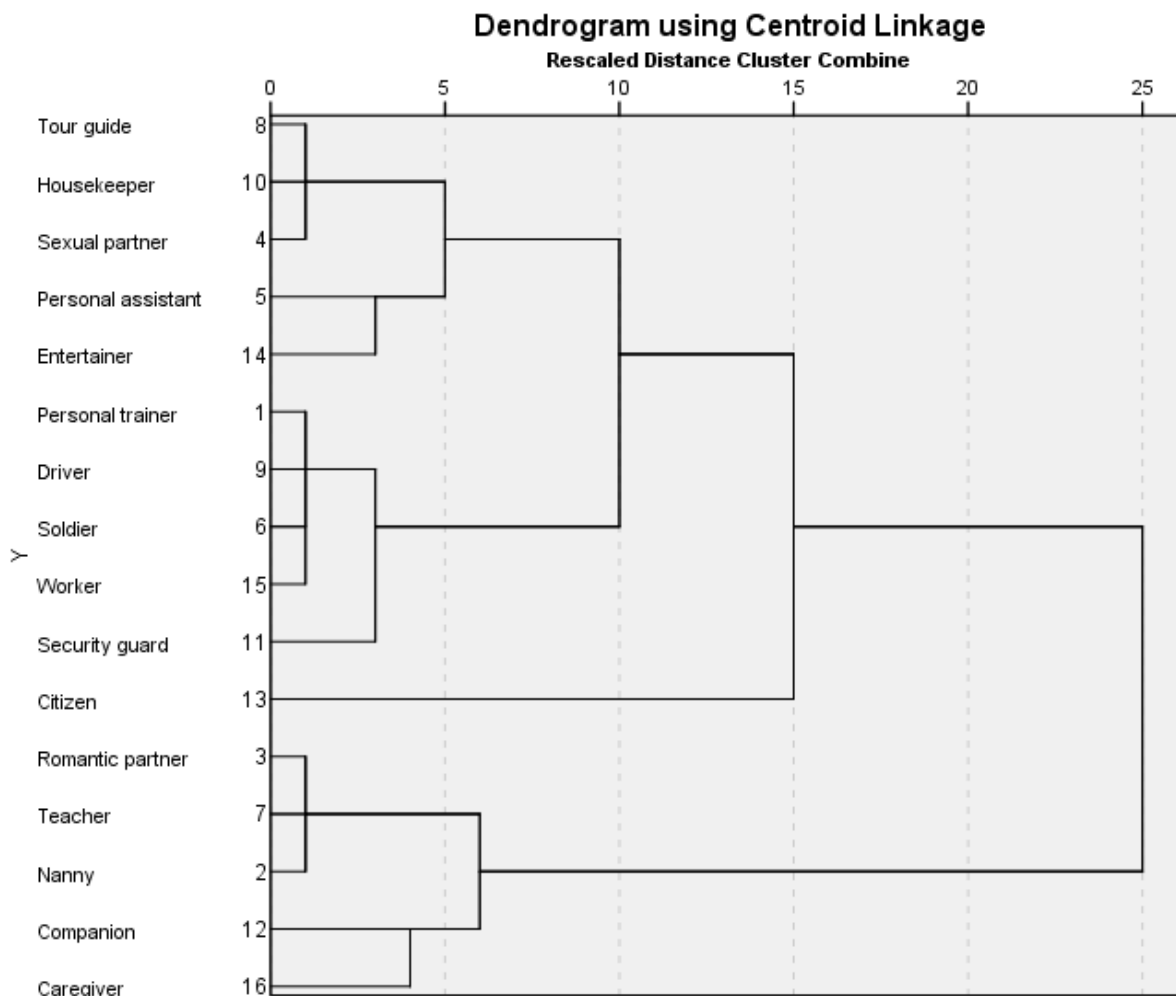 Dendrogram using Centroid Linkage
Rescaled Distance Cluster Combine
0 5 10 15 20 25
Tour guide 8
Housekeeper 10
Sexual partner 4
Personal assistant 5
Entertainer 14
Personal trainer 1
Driver 9
Soldier 6
Y
Worker 15
Security guard 11
Citizen 13
Romantic partner 3
Teacher 7
Nanny 2
Companion 12
Caregiver 16